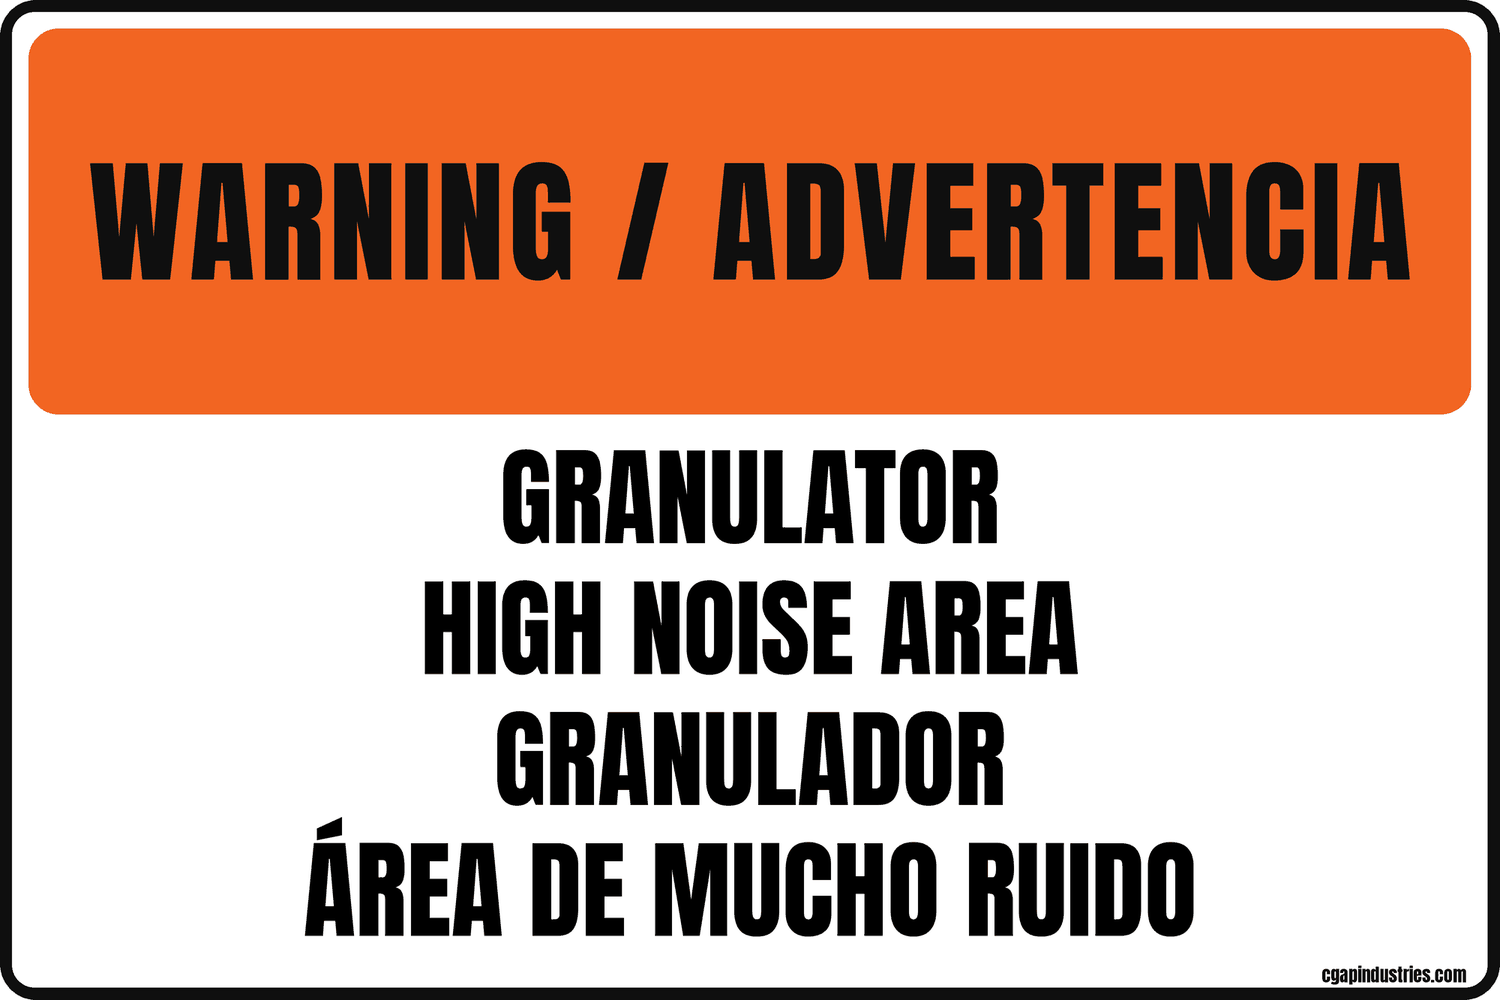 WARNING / ADVERTENCIA
GRANULATOR
HIGH NOISE AREA
GRANULADOR
ÁREA DE MUCHO RUIDO
cgapindustries.com